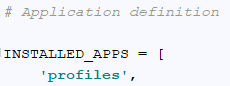 # Application definition
INSTALLED_APPS = [
'profiles',